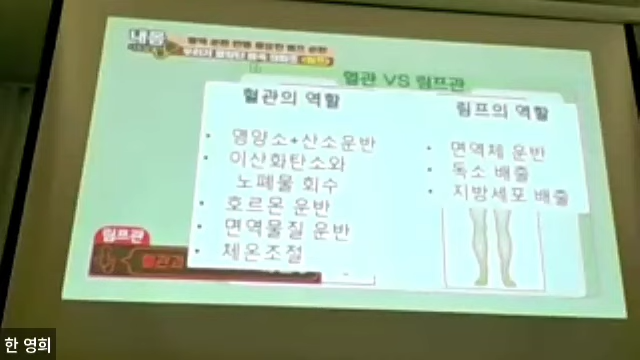 내몸
혈관 VS 림프관
혈관의 역할
• 영양소+산소운반
• 이산화탄소와
노폐물 회수
• 호르몬 운반
• 면역물질 운반
• 체온조절
림프의 역할
• 면역체 운반
• 독소 배출
• 지방세포 배출
림프관
한 영희